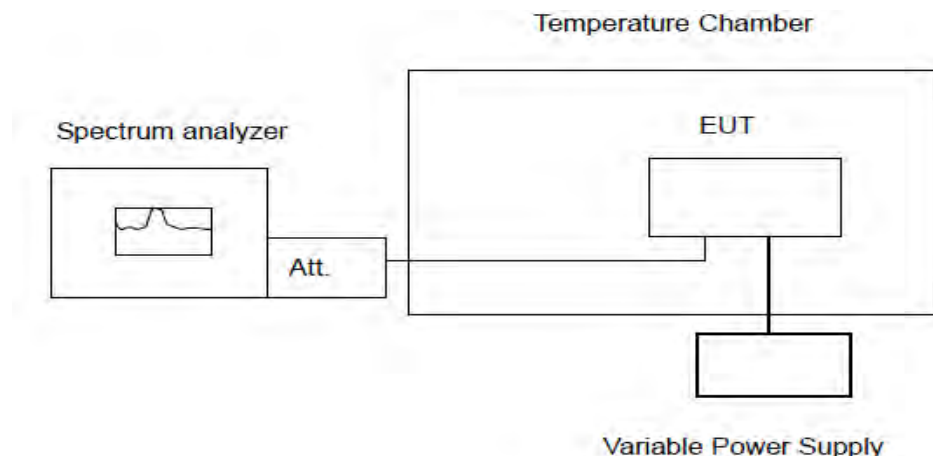 Temperature Chamber
Spectrum analyzer
EUT
Att.
Variable Power Supply